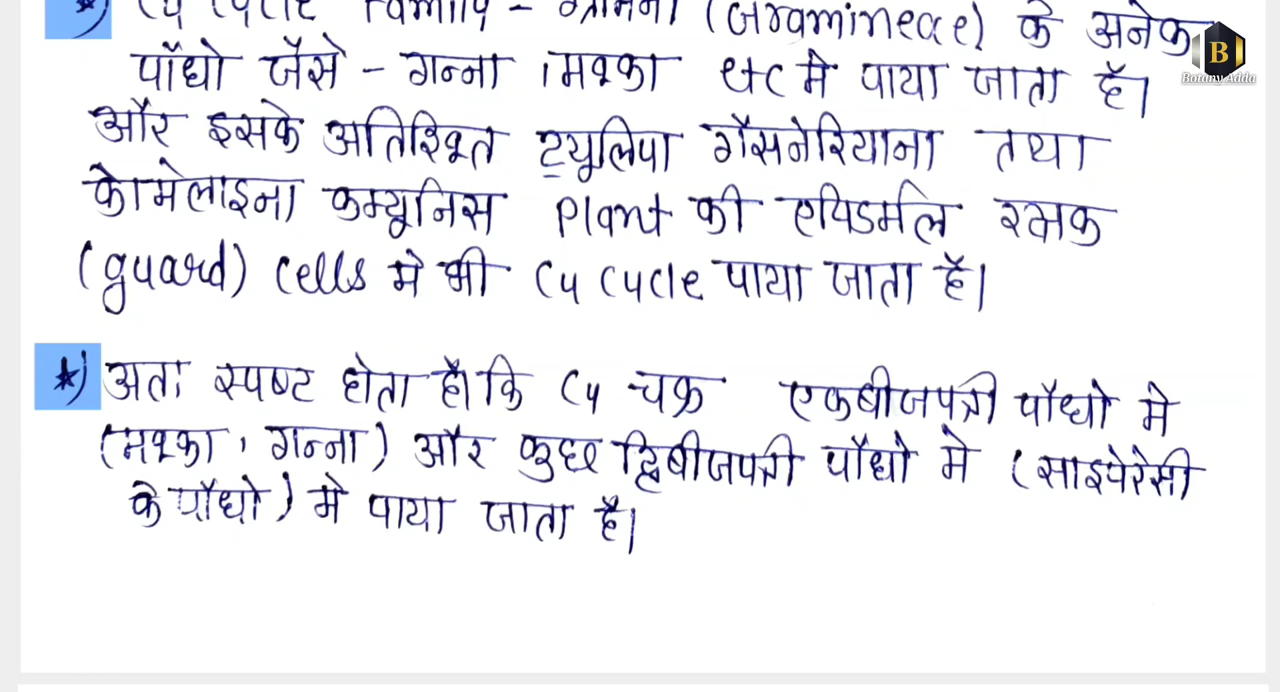 *) C4 Cycle Family - ग्रामिनी (Gramineae) के अनेक
पौधो जैसे - गन्ना, मक्का etc मे पाया जाता है।
और इसके अतिरिक्त ट्यूलिपा गैसनेरियाना तथा
कोमेलाइना कम्यूनिस Plant की एपिडर्मल रक्षक
(guard) cells मे भी C4 Cycle पाया जाता है।
*) अतः स्पष्ट होता है। कि C4 चक्र एकबीजपत्री पौधो मे
(मक्का, गन्ना) और कुछ द्विबीजपत्री पौधो मे (साइपेरेसी
के पौधो) मे पाया जाता है।
B
Botany Adda